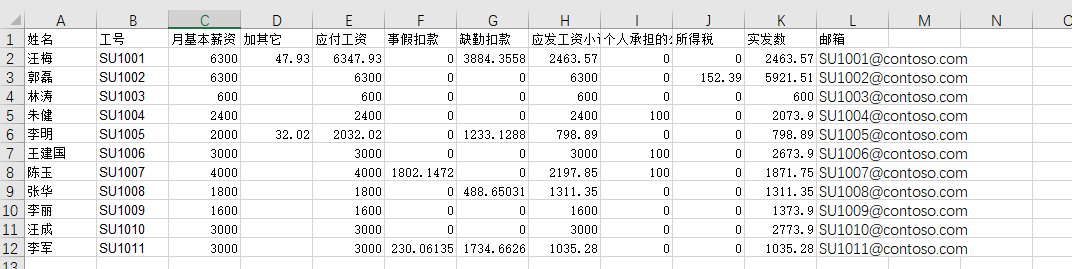 A B C D E F G H I J K L M N
1 姓名 工号 月基本薪资 加其它 应付工资 事假扣款 缺勤扣款 应发工资小 个人承担的 所得税 实发数 邮箱
2 汪梅 SU1001 6300 47.93 6347.93 0 3884.3558 2463.57 0 0 2463.57 SU1001@contoso.com
3 郭磊 SU1002 6300 6300 0 0 6300 0 152.39 5921.51 SU1002@contoso.com
4 林涛 SU1003 600 600 0 0 600 0 0 600 SU1003@contoso.com
5 朱健 SU1004 2400 2400 0 0 2400 100 0 2073.9 SU1004@contoso.com
6 李明 SU1005 2000 32.02 2032.02 0 1233.1288 798.89 0 0 798.89 SU1005@contoso.com
7 王建国 SU1006 3000 3000 0 0 3000 100 0 2673.9 SU1006@contoso.com
8 陈玉 SU1007 4000 4000 1802.1472 0 2197.85 100 0 1871.75 SU1007@contoso.com
9 张华 SU1008 1800 1800 0 488.65031 1311.35 0 0 1311.35 SU1008@contoso.com
10 李丽 SU1009 1600 1600 0 0 1600 0 0 1373.9 SU1009@contoso.com
11 汪成 SU1010 3000 3000 0 0 3000 0 0 2773.9 SU1010@contoso.com
12 李军 SU1011 3000 3000 230.06135 1734.6626 1035.28 0 0 1035.28 SU1011@contoso.com